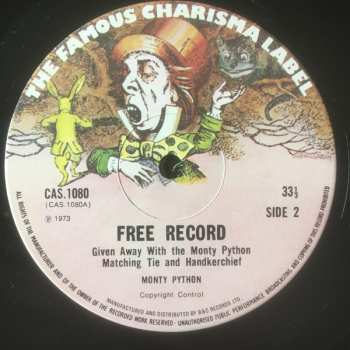 THE FAMOUS CHARISMA LABEL
CAS.1080
(CAS.1080A)
Ⓟ 1973
33⅓
SIDE 2
FREE RECORD
Given Away With the Monty Python
Matching Tie and Handkerchief
MONTY PYTHON
Copyright Control
MANUFACTURED AND DISTRIBUTED BY B&C RECORDS LTD.
ALL RIGHTS OF THE MANUFACTURER AND OF THE OWNER OF THE RECORDED WORK RESERVED - UNAUTHORISED PUBLIC PERFORMANCE BROADCASTING AND COPYING OF THIS RECORD PROHIBITED